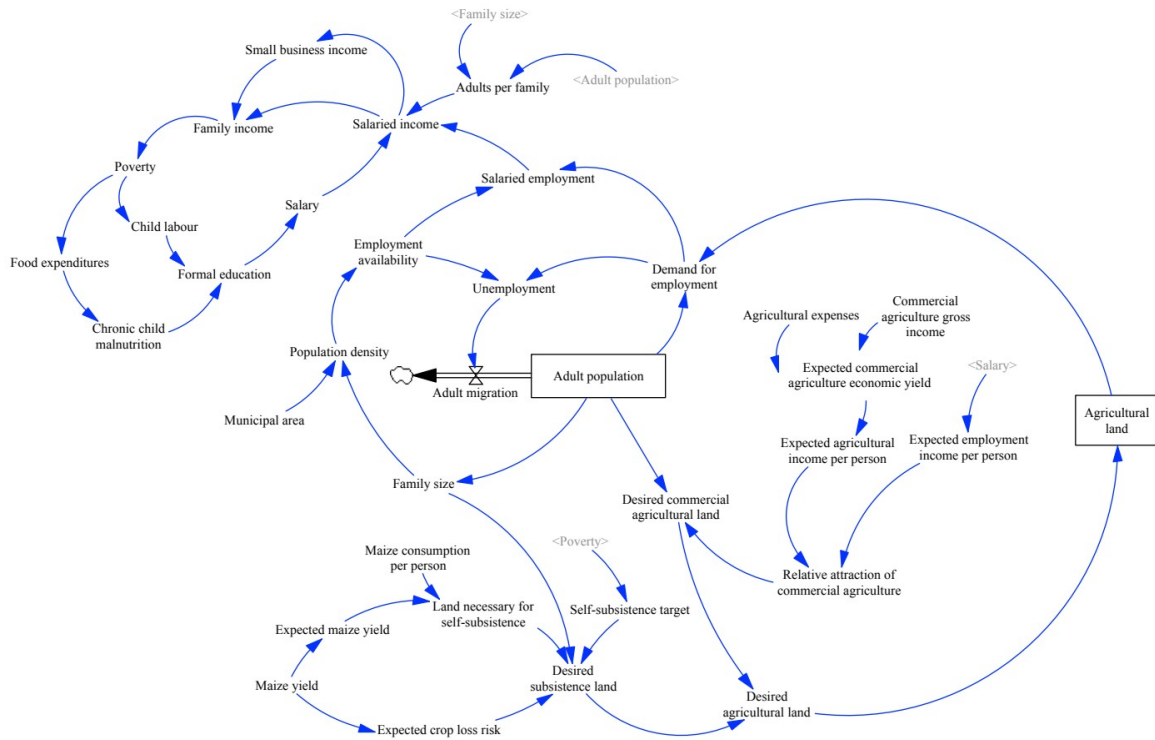 <Family size>
Small business income
<Adult population>
Adults per family
Family income
Salaried income
Poverty
Salaried employment
Salary
Child labour
Food expenditures
Formal education
Employment
availability
Unemployment
Demand for
employment
Chronic child
malnutrition
Population density
Agricultural expenses
Commercial
agriculture gross
income
Expected commercial
agriculture economic yield
<Salary>
Adult population
Adult migration
Municipal area
Agricultural
land
Expected agricultural
income per person
Expected employment
income per person
Family size
Desired commercial
agricultural land
<Poverty>
Maize consumption
per person
Relative attraction of
commercial agriculture
Land necessary for
self-subsistence
Self-subsistence target
Expected maize yield
Maize yield
Desired
subsistence land
Desired
agricultural land
Expected crop loss risk